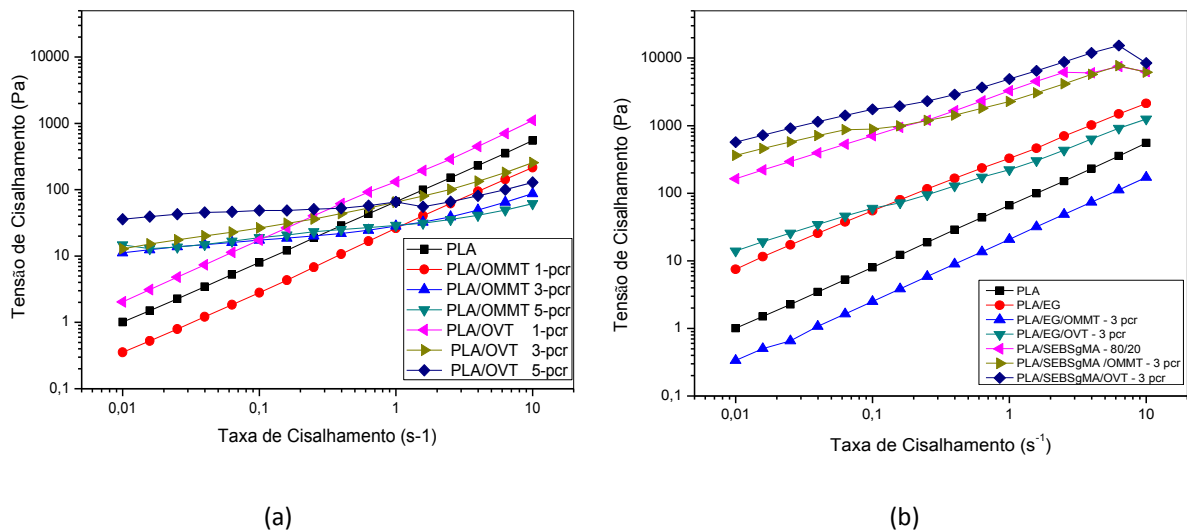 10000
1000
100
10
1
0,1
Tensão de Cisalhamento (Pa)
PLA
PLA/OMMT 1-pcr
PLA/OMMT 3-pcr
PLA/OMMT 5-pcr
PLA/OVT 1-pcr
PLA/OVT 3-pcr
PLA/OVT 5-pcr
0,01
0,1
1
10
Taxa de Cisalhamento (s-1)
(a)
10000
1000
100
10
1
0,1
Tensão de Cisalhamento (Pa)
PLA
PLA/EG
PLA/EG/OMMT - 3 pcr
PLA/EG/OVT - 3 pcr
PLA/SEBSgMA - 80/20
PLA/SEBSgMA /OMMT - 3 pcr
PLA/SEBSgMA/OVT - 3 pcr
0,01
0,1
1
10
Taxa de Cisalhamento (s⁻¹)
(b)